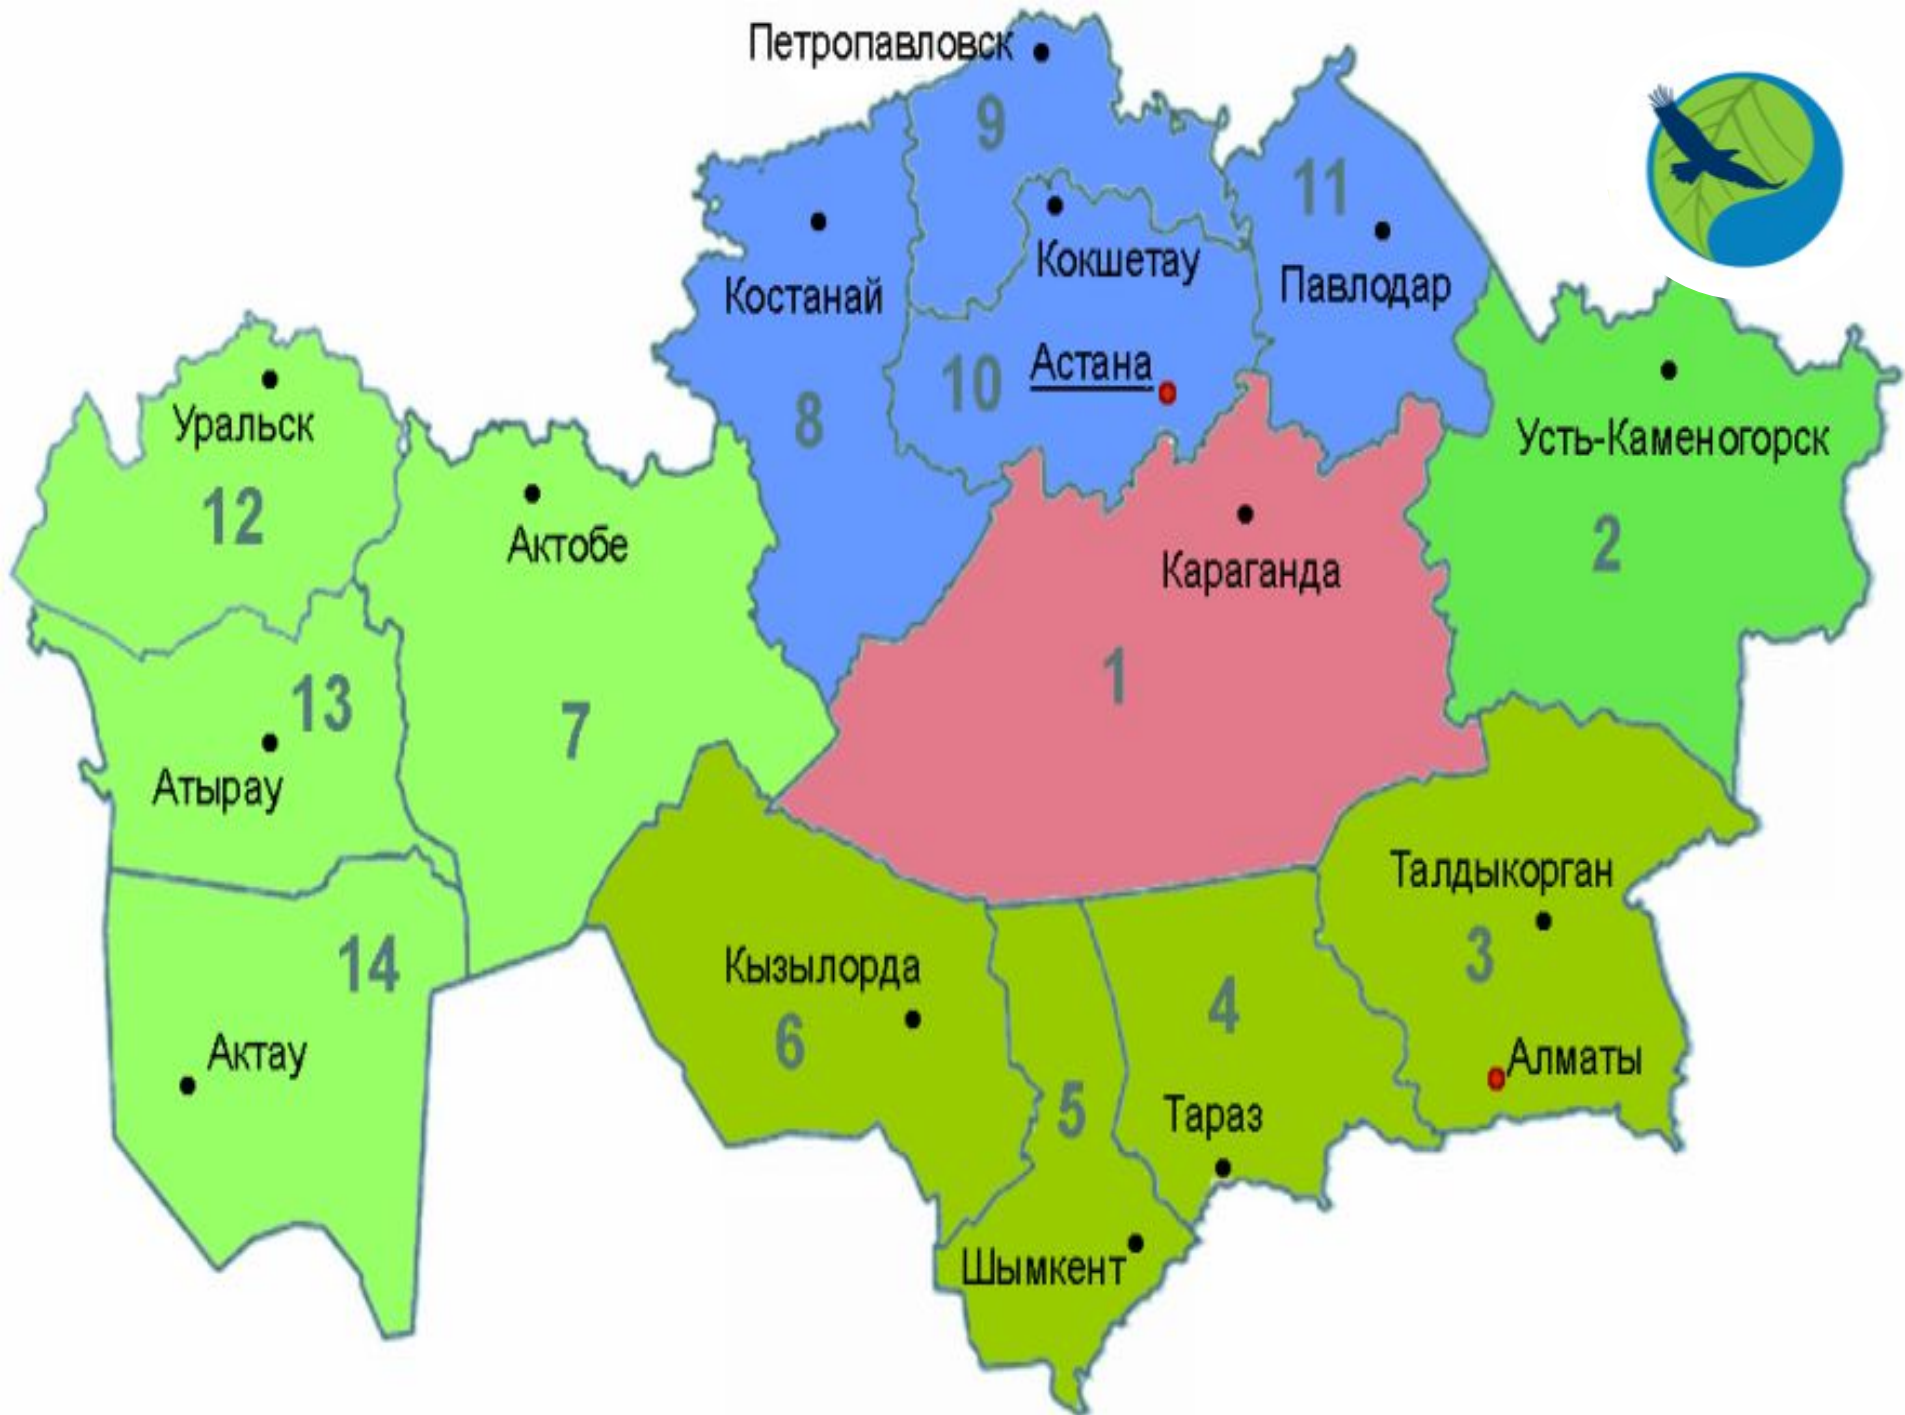 Петропавловск
9
11
Кокшетау
Костанай
Павлодар
10
Астана
8
Уральск
12
Актобе
Усть-Каменогорск
2
Караганда
1
13
7
Атырау
Талдыкорган
3
14
Кызылорда
6
4
Актау
Алматы
5
Тараз
Шымкент